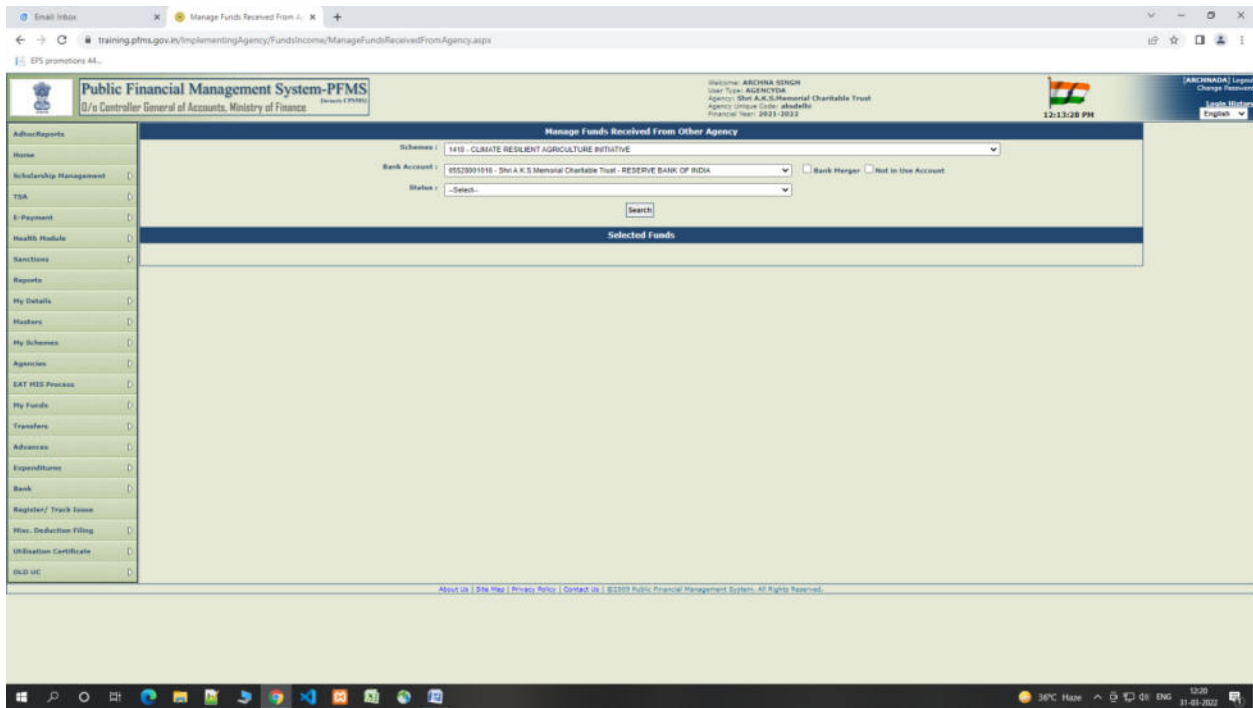 Email Inbox
Manage Funds Received From A
training.pfms.gov.in/ImplementingAgency/FundsIncome/ManageFundsReceivedFromAgency.aspx
EPS promotions 44...
Public Financial Management System-PFMS
O/o Controller General of Accounts, Ministry of Finance
(formerly CPSMS)
Welcome: ARCHNA SINGH
User Type: AGENCYDA
Agency: Shri A.K.S.Memorial Charitable Trust
Agency Unique Code: aksdelhi
Financial Year: 2021-2022
12:13:28 PM
[ARCHNADA] Logout
Change Password
Login History
English
AdhocReports
Home
Scholarship Management
TSA
E-Payment
Health Module
Sanctions
Reports
My Details
Masters
My Schemes
Agencies
EAT MIS Process
My Funds
Transfers
Advances
Expenditures
Bank
Register/ Track Issue
Misc. Deduction Filing
Utilisation Certificate
OLD UC
Manage Funds Received From Other Agency
Schemes : 1418 - CLIMATE RESILIENT AGRICULTURE INITIATIVE
Bank Account : 65528001016 - Shri A.K.S.Memorial Charitable Trust - RESERVE BANK OF INDIA Bank Merger Not in Use Account
Status : --Select--
Search
Selected Funds
About Us | Site Map | Privacy Policy | Contact Us | ©2009 Public Financial Management System. All Rights Reserved.
36°C Haze
ENG
12:20
31-03-2022